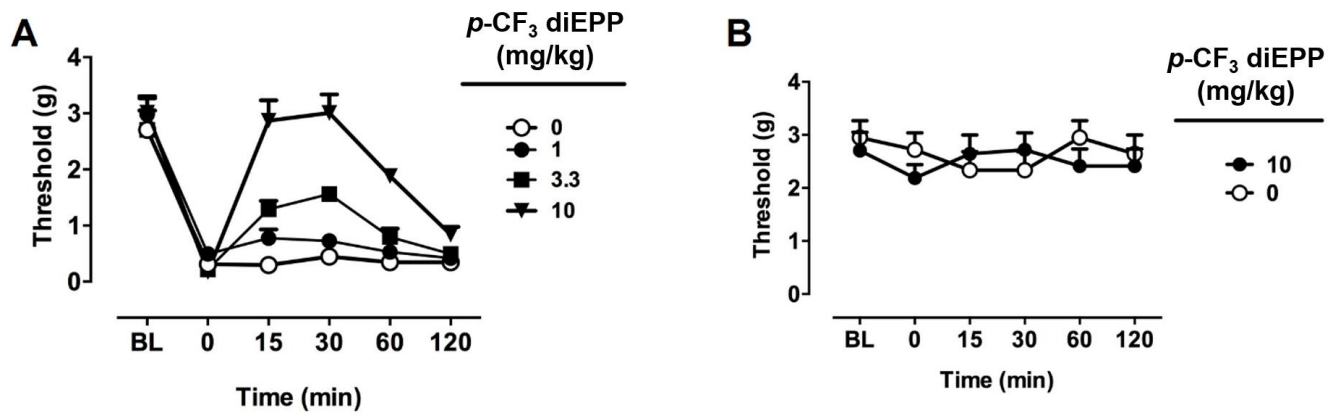 A
p-CF3 diEPP
(mg/kg)
4
3
2
1
0
Threshold (g)
0
1
3.3
10
BL 0 15 30 60 120
Time (min)
B
p-CF3 diEPP
(mg/kg)
4
3
2
1
0
Threshold (g)
10
0
BL 0 15 30 60 120
Time (min)